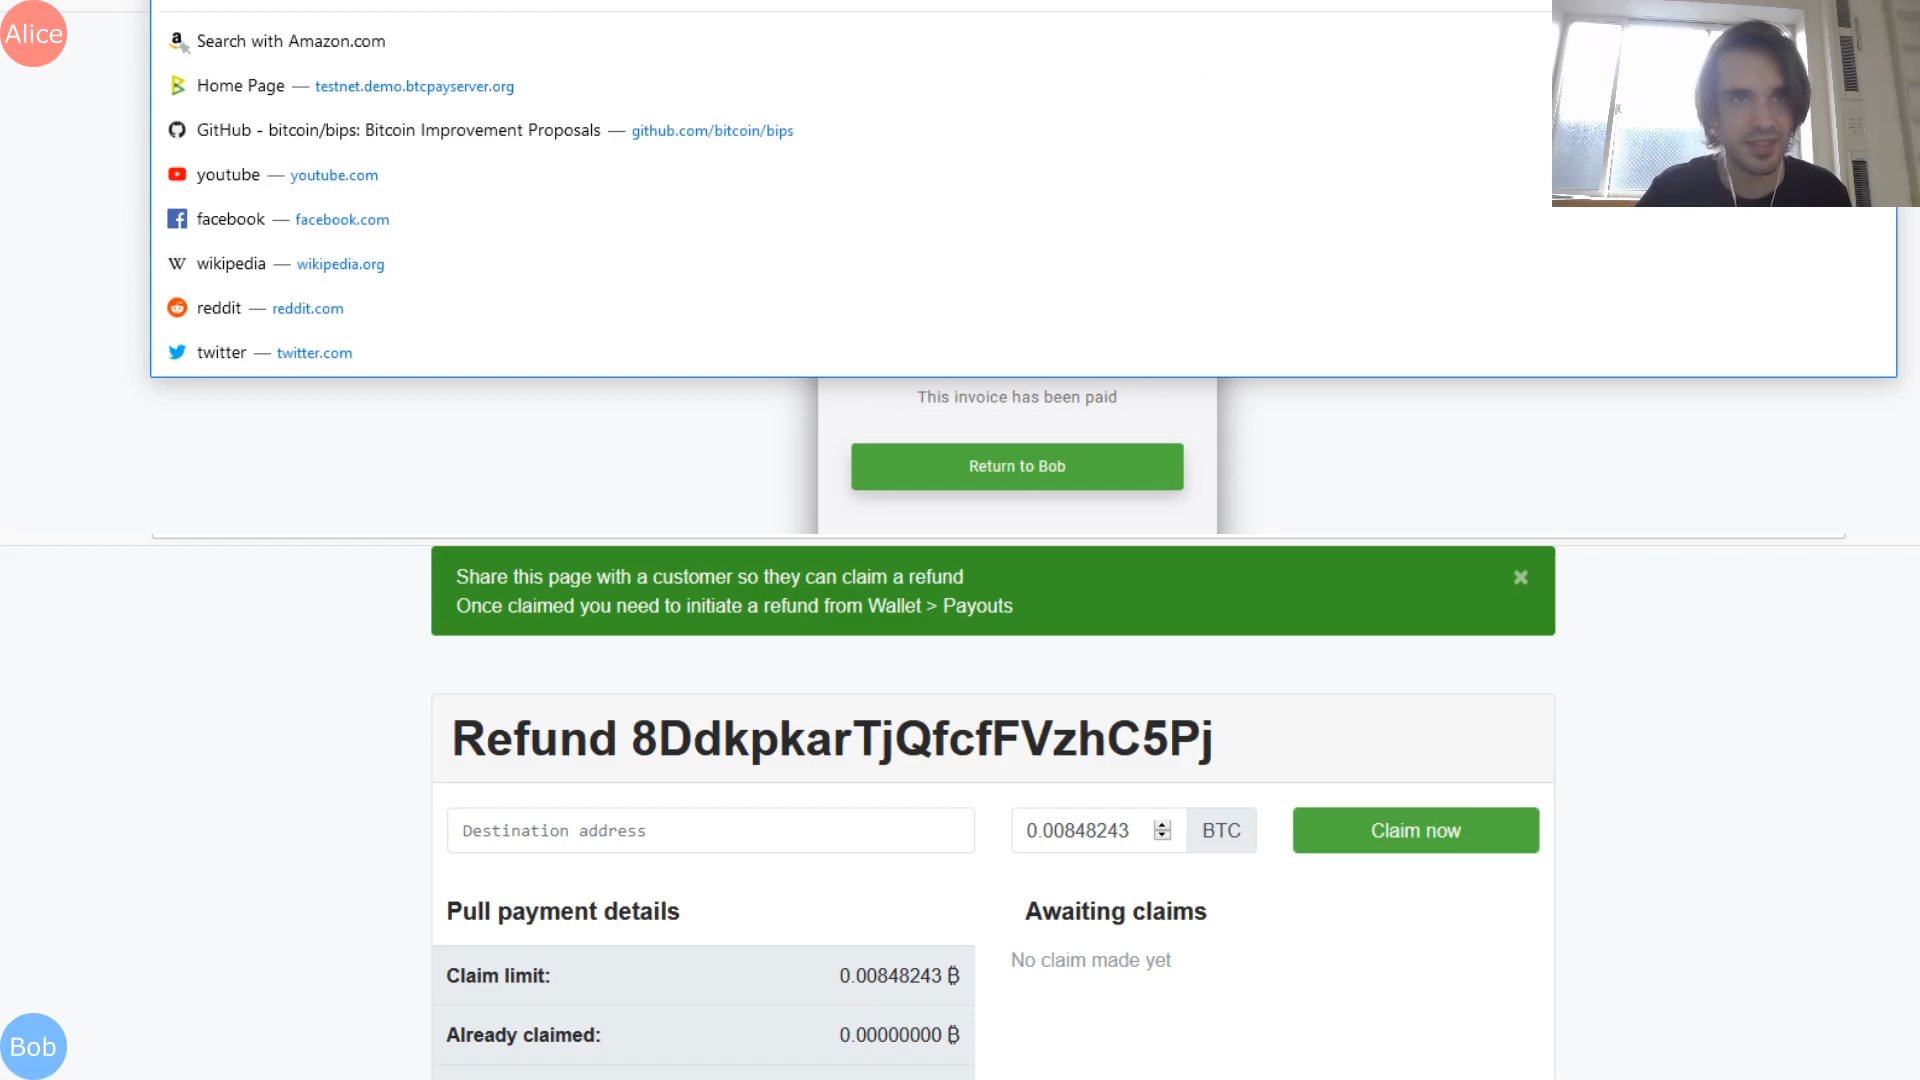 Alice
Search with Amazon.com
Home Page — testnet.demo.btcpayserver.org
GitHub - bitcoin/bips: Bitcoin Improvement Proposals — github.com/bitcoin/bips
youtube — youtube.com
facebook — facebook.com
wikipedia — wikipedia.org
reddit — reddit.com
twitter — twitter.com
This invoice has been paid
Return to Bob
Share this page with a customer so they can claim a refund
Once claimed you need to initiate a refund from Wallet > Payouts
Refund 8DdkpkarTjQfcfFVzhC5Pj
Destination address
0.00848243 BTC
Claim now
Pull payment details
Awaiting claims
No claim made yet
Claim limit: 0.00848243 ₿
Already claimed: 0.00000000 ₿
Bob